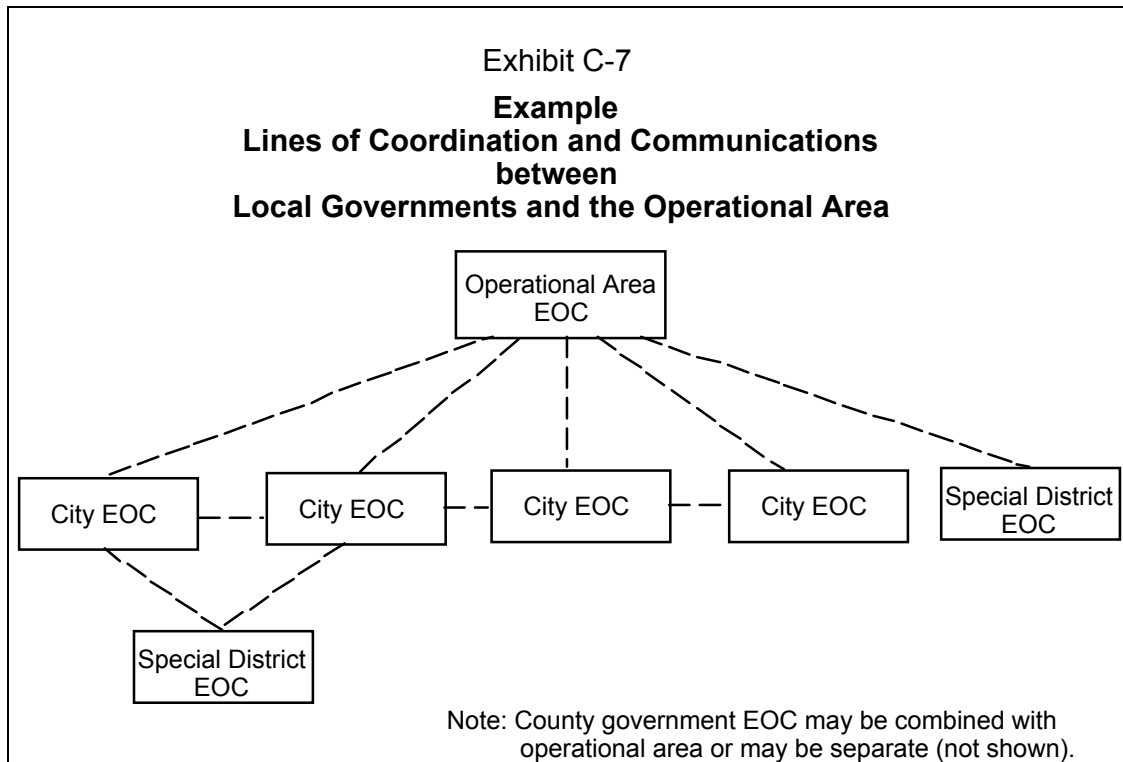 Exhibit C-7
Example
Lines of Coordination and Communications
between
Local Governments and the Operational Area
Operational Area
EOC
City EOC
City EOC
City EOC
City EOC
Special District
EOC
Special District
EOC
Note: County government EOC may be combined with
operational area or may be separate (not shown).